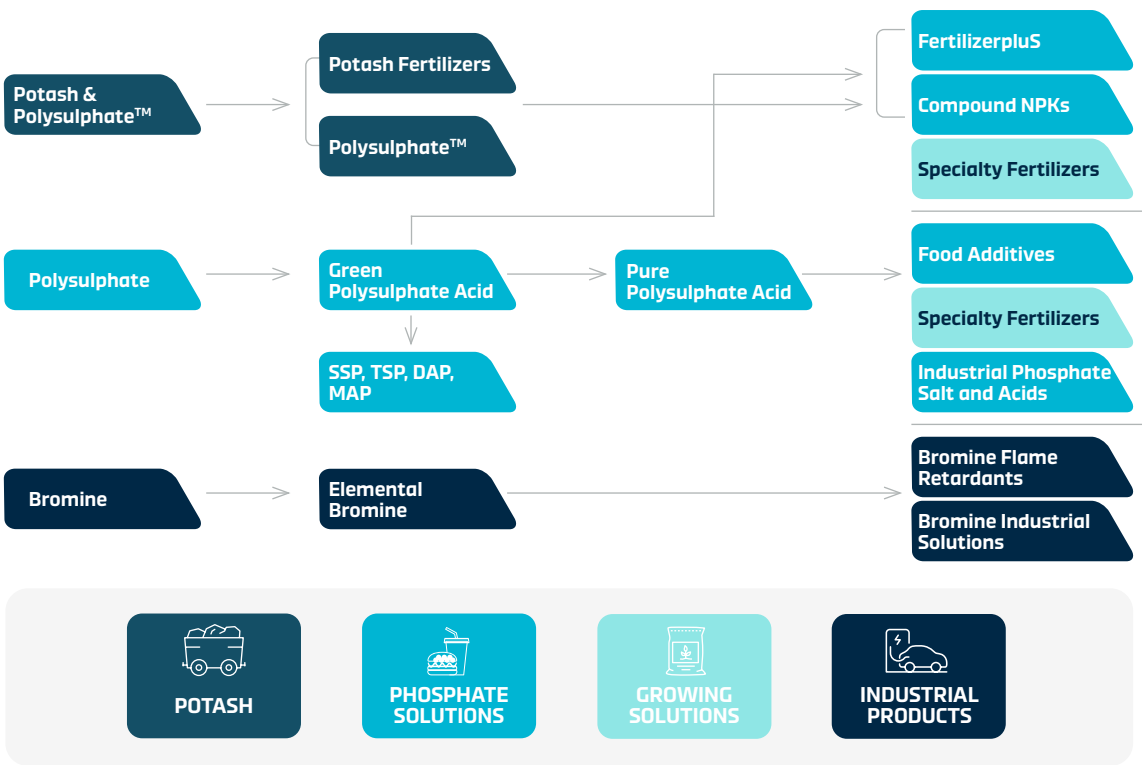 Potash &
Polysulphate™
Potash Fertilizers
Polysulphate™
FertilizerpluS
Compound NPKs
Specialty Fertilizers
Polysulphate
Green
Polysulphate Acid
Pure
Polysulphate Acid
SSP, TSP, DAP,
MAP
Food Additives
Specialty Fertilizers
Industrial Phosphate
Salt and Acids
Bromine
Elemental
Bromine
Bromine Flame
Retardants
Bromine Industrial
Solutions
POTASH
PHOSPHATE
SOLUTIONS
GROWING
SOLUTIONS
INDUSTRIAL
PRODUCTS